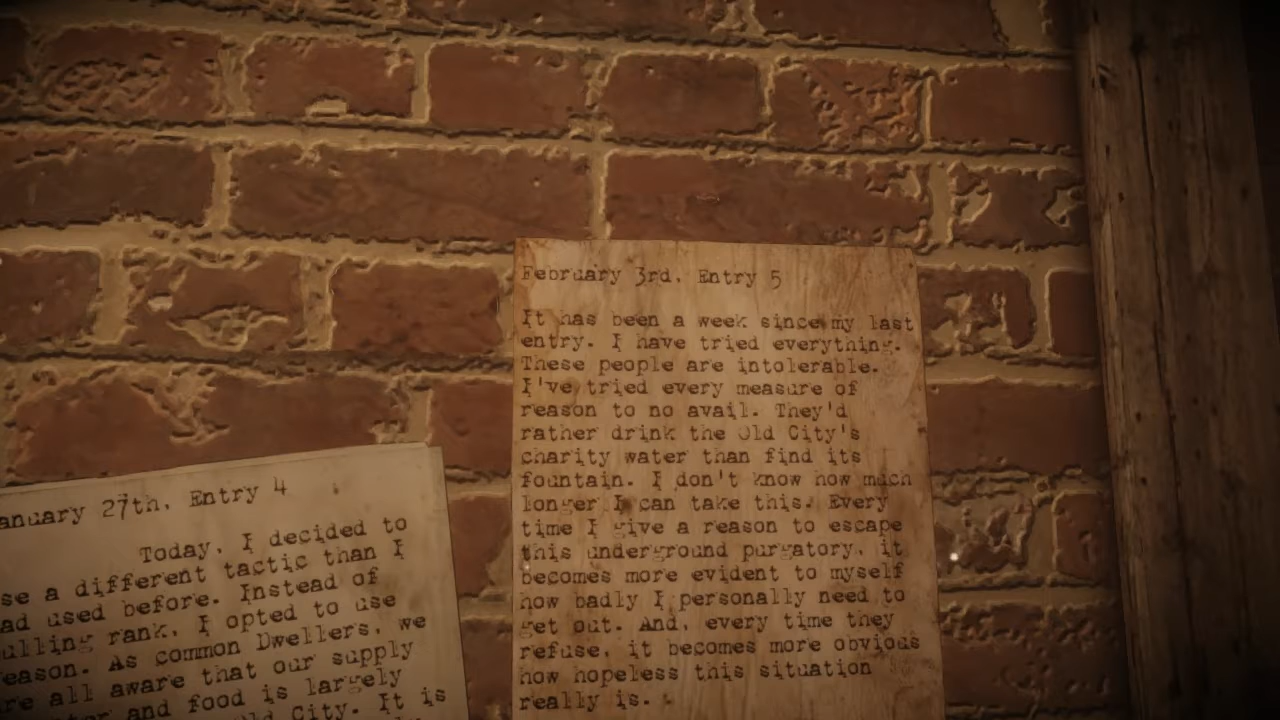 anuary 27th, Entry 4
Today, I decided to
se a different tactic than I
ad used before. Instead of
ulling rank, I opted to use
eason. As common Dwellers, we
re all aware that our supply
ter and food is largely
Old City. It is
February 3rd, Entry 5
It has been a week since my last
entry. I have tried everything.
These people are intolerable.
I've tried every measure of
reason to no avail. They'd
rather drink the Old City's
charity water than find its
fountain. I don't know how much
longer I can take this. Every
time I give a reason to escape
this underground purgatory, it
becomes more evident to myself
how badly I personally need to
get out. And, every time they
refuse, it becomes more obvious
how hopeless this situation
really is.